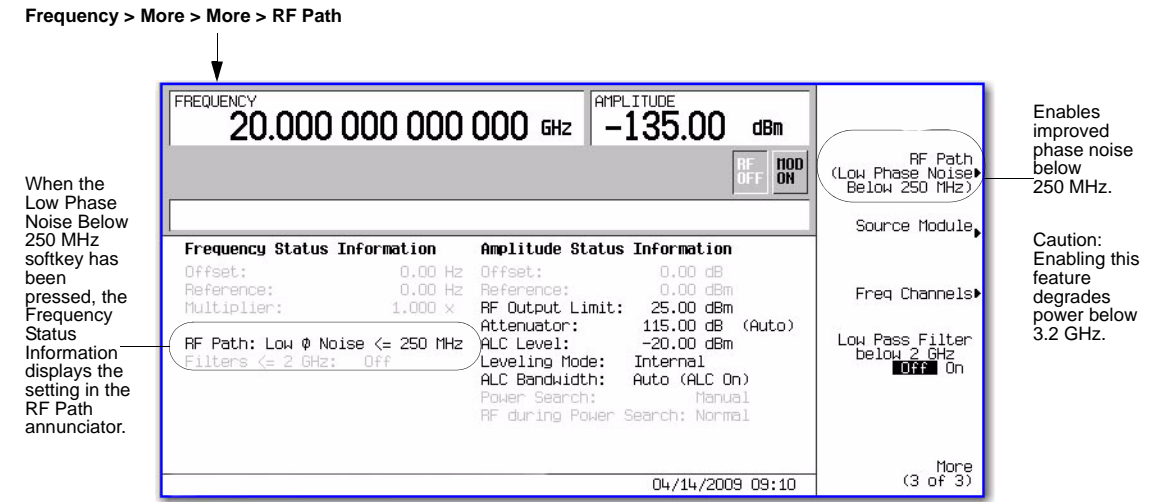 Frequency > More > More > RF Path
FREQUENCY
20.000 000 000 000 GHz
AMPLITUDE
-135.00 dBm
RF OFF
MOD ON
When the
Low Phase
Noise Below
250 MHz
softkey has
been
pressed, the
Frequency
Status
Information
displays the
setting in the
RF Path
annunciator.
Frequency Status Information
Offset: 0.00 Hz
Reference: 0.00 Hz
Multiplier: 1.000 x
RF Path: Low Φ Noise <= 250 MHz
Filters <= 2 GHz: Off
Amplitude Status Information
Offset: 0.00 dB
Reference: 0.00 dBm
RF Output Limit: 25.00 dBm
Attenuator: 115.00 dB (Auto)
ALC Level: -20.00 dBm
Leveling Mode: Internal
ALC Bandwidth: Auto (ALC On)
Power Search: Manual
RF during Power Search: Normal
04/14/2009 09:10
RF Path
(Low Phase Noise
Below 250 MHz)
Source Module
Freq Channels
Low Pass Filter
below 2 GHz
Off On
More
(3 of 3)
Enables
improved
phase noise
below
250 MHz.
Caution:
Enabling this
feature
degrades
power below
3.2 GHz.